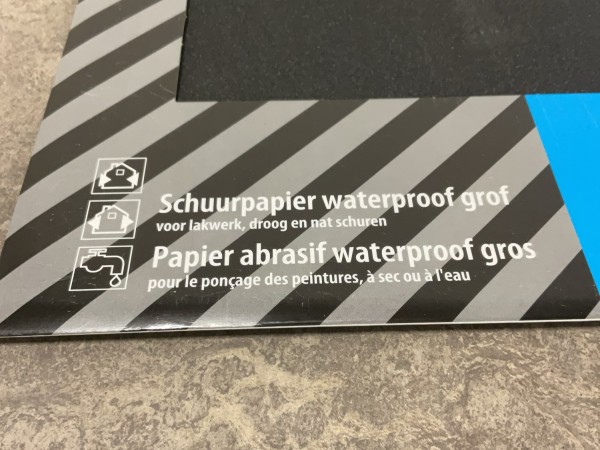 Schuurpapier waterproof grof
voor lakwerk, droog en nat schuren
Papier abrasif waterproof gros
pour le ponçage des peintures, à sec ou à l'eau